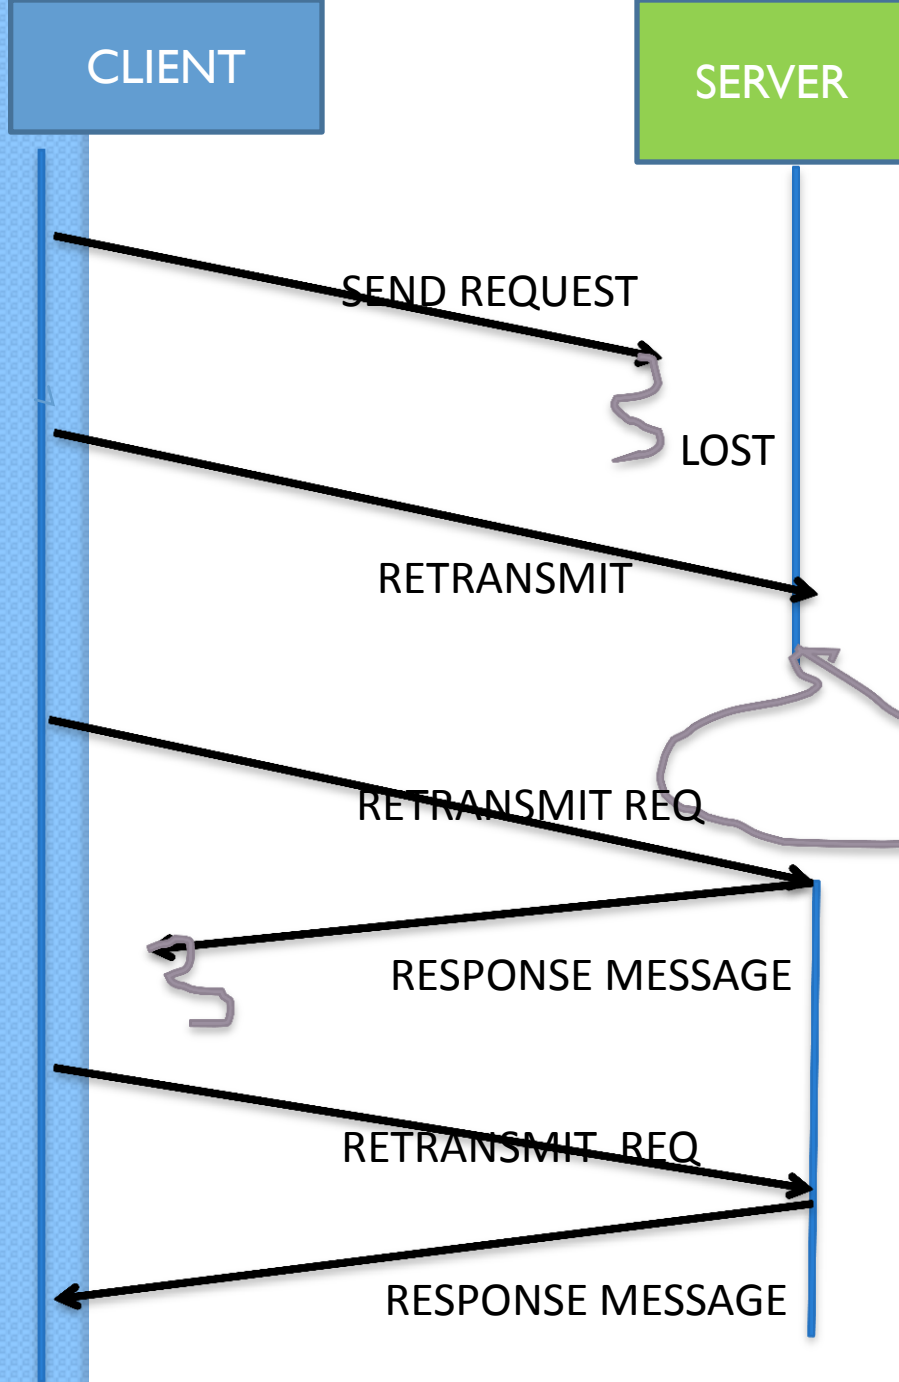 CLIENT
SERVER
SEND REQUEST
LOST
RETRANSMIT
RETRANSMIT REQ
RESPONSE MESSAGE
RETRANSMIT REQ
RESPONSE MESSAGE